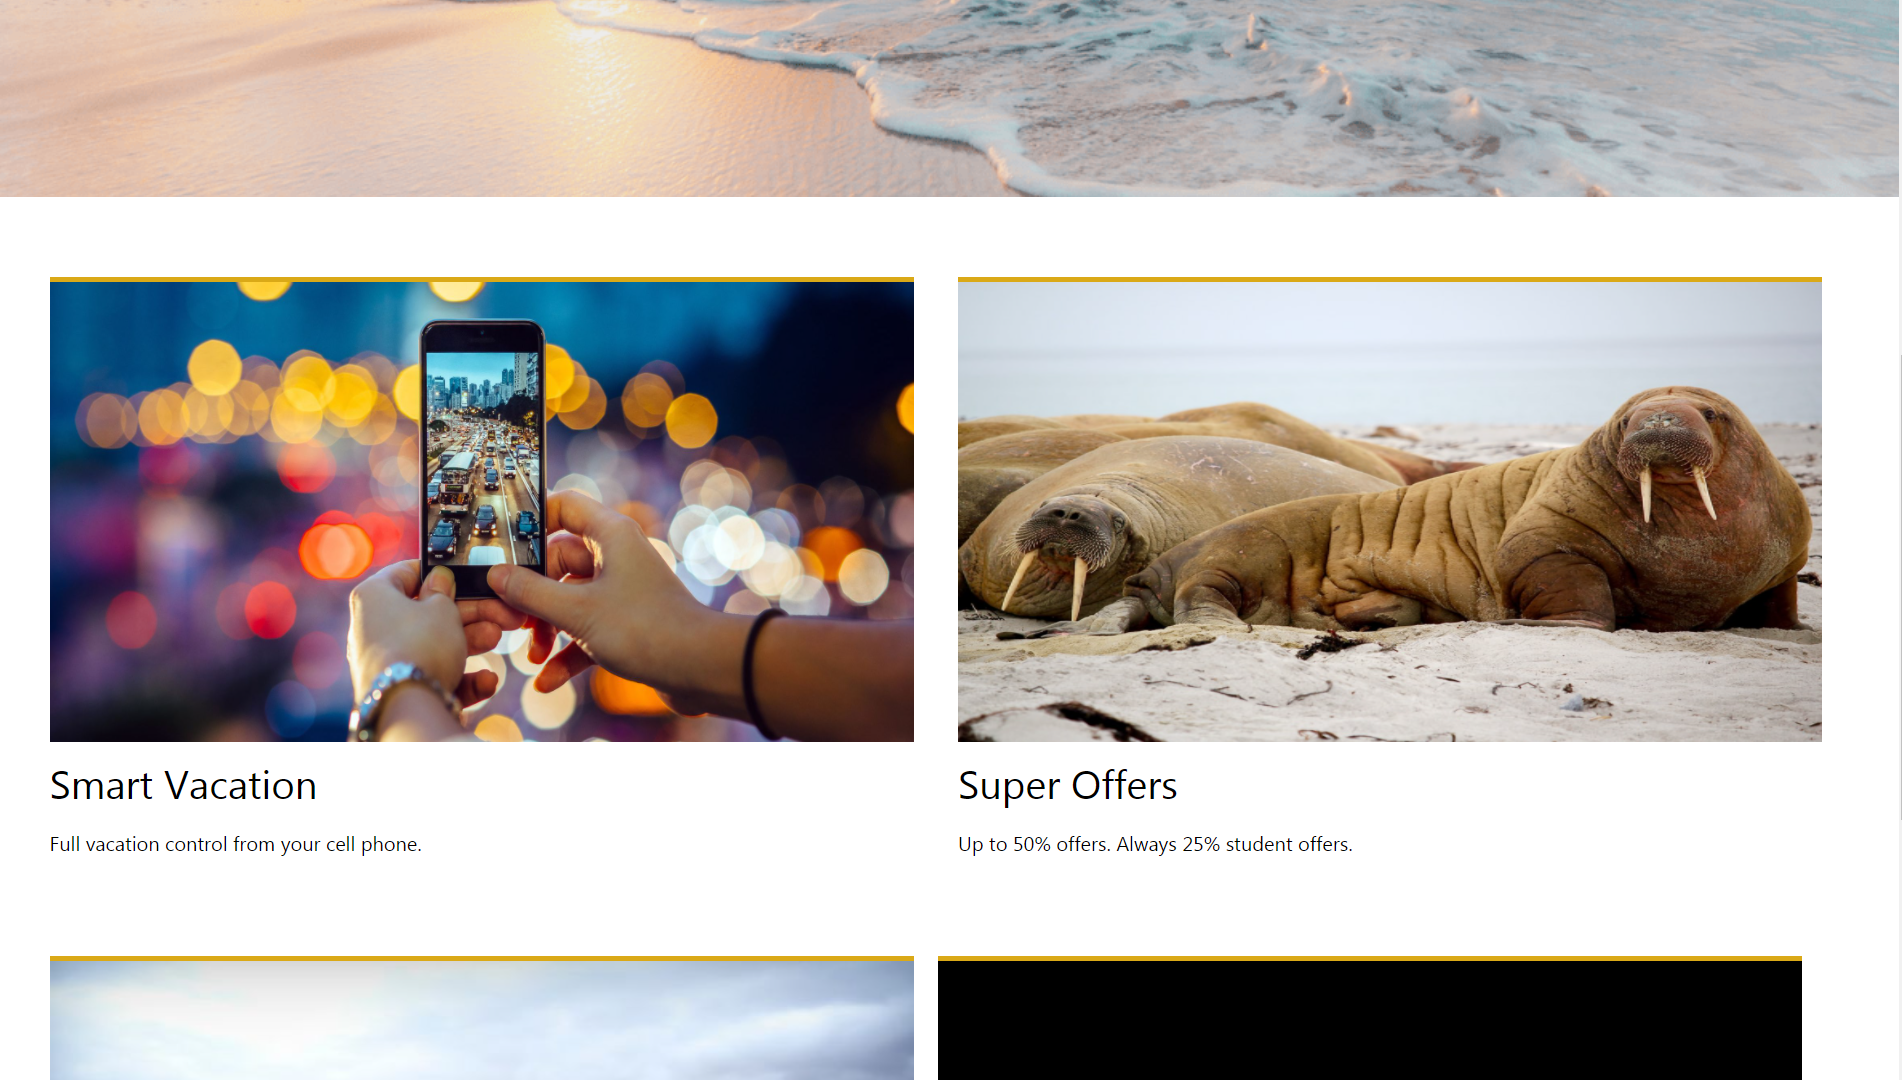 Smart Vacation
Super Offers
Full vacation control from your cell phone.
Up to 50% offers. Always 25% student offers.